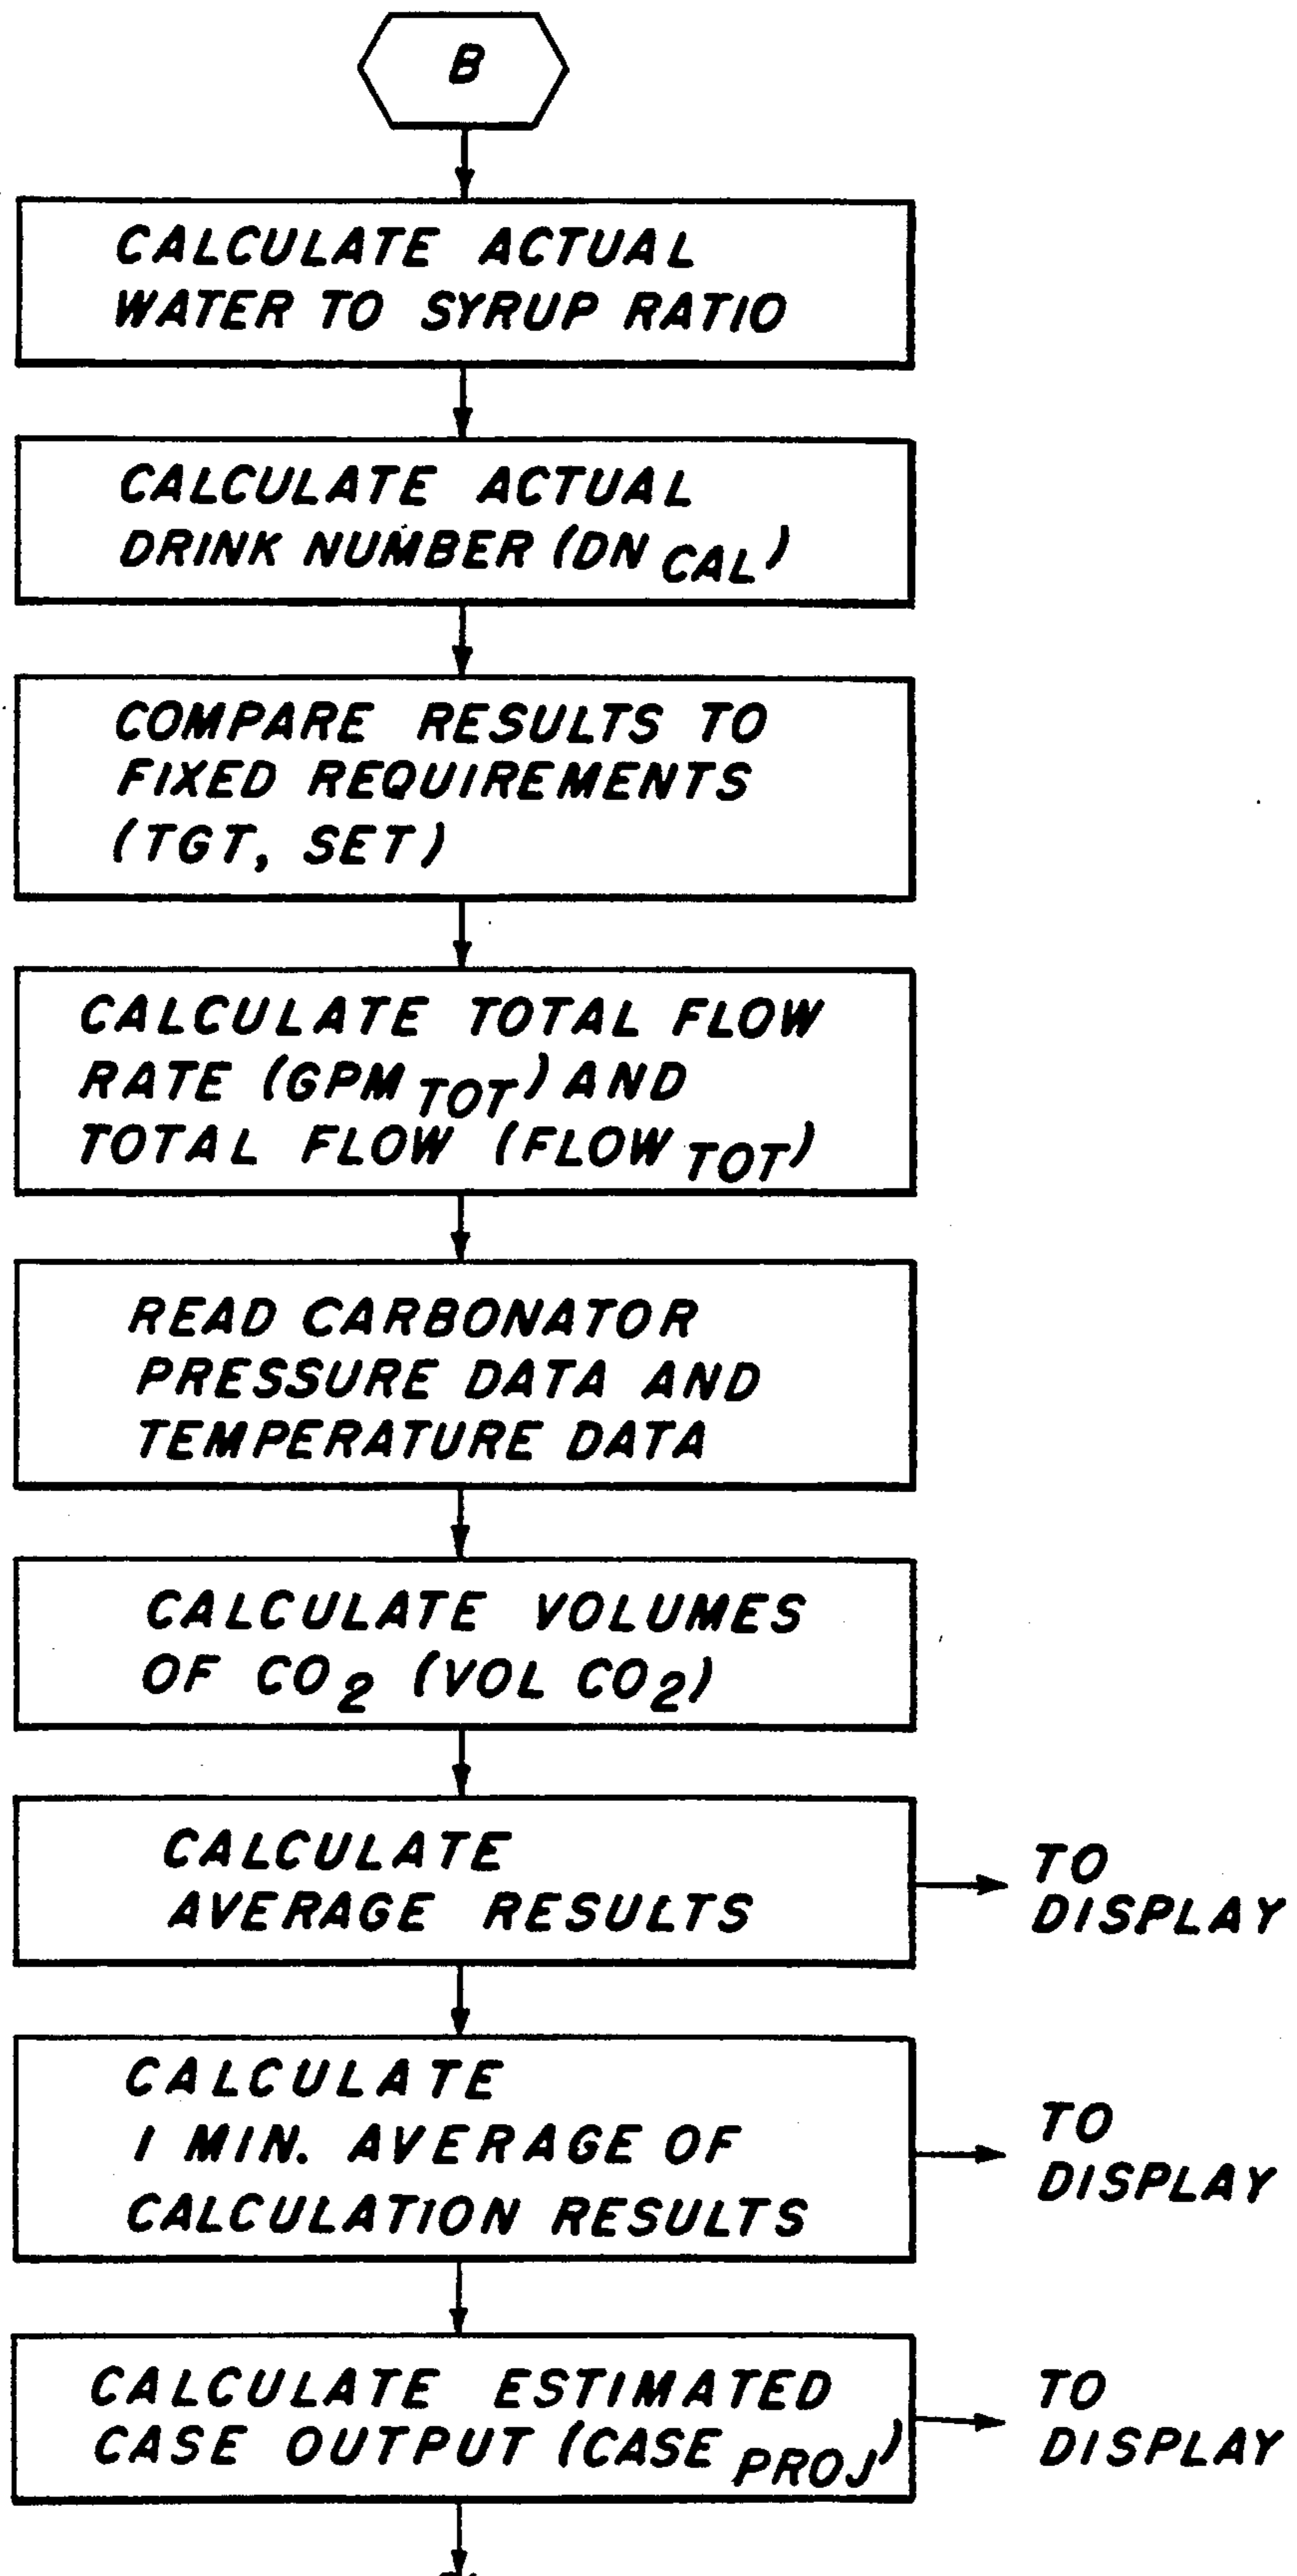 B
CALCULATE ACTUAL
WATER TO SYRUP RATIO
CALCULATE ACTUAL
DRINK NUMBER (DN CAL)
COMPARE RESULTS TO
FIXED REQUIREMENTS
(TGT, SET)
CALCULATE TOTAL FLOW
RATE (GPM TOT) AND
TOTAL FLOW (FLOW TOT)
READ CARBONATOR
PRESSURE DATA AND
TEMPERATURE DATA
CALCULATE VOLUMES
OF CO2 (VOL CO2)
CALCULATE
AVERAGE RESULTS
TO
DISPLAY
CALCULATE
1 MIN. AVERAGE OF
CALCULATION RESULTS
TO
DISPLAY
CALCULATE ESTIMATED
CASE OUTPUT (CASE PROJ)
TO
DISPLAY